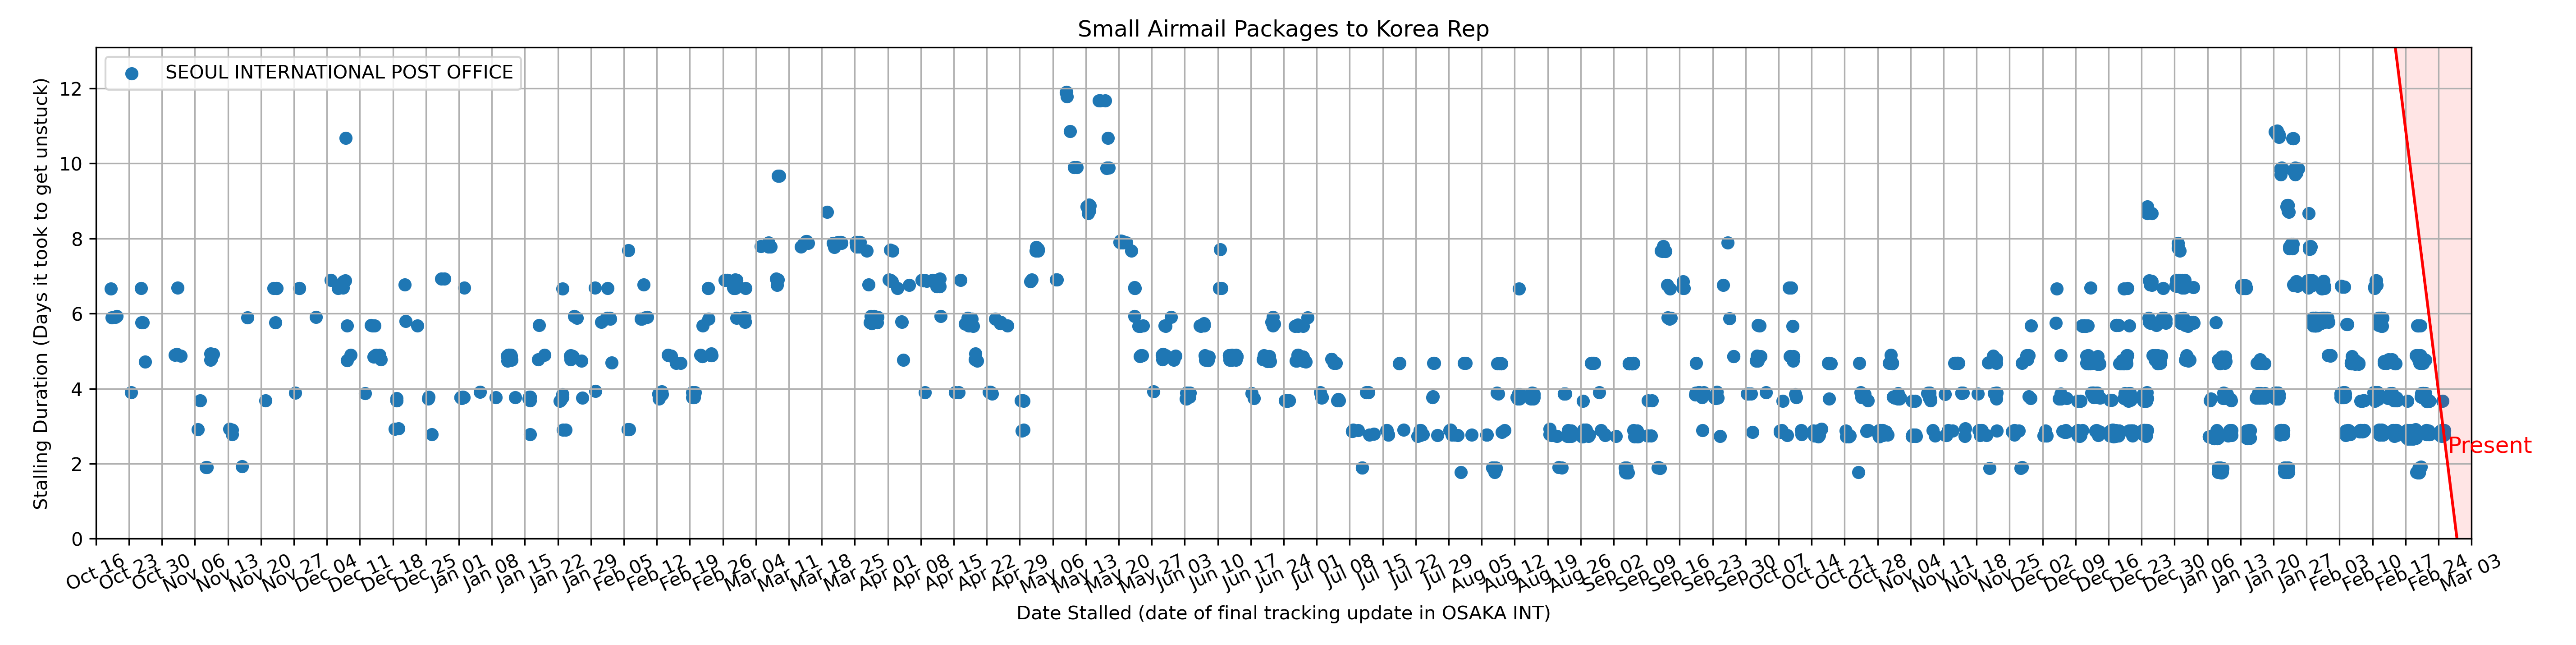 Small Airmail Packages to Korea Rep
SEOUL INTERNATIONAL POST OFFICE
Stalling Duration (Days it took to get unstuck)
12
10
8
6
4
2
0
Present
Oct 16 Oct 23 Oct 30 Nov 06 Nov 13 Nov 20 Nov 27 Dec 04 Dec 11 Dec 18 Dec 25 Jan 01 Jan 08 Jan 15 Jan 22 Jan 29 Feb 05 Feb 12 Feb 19 Feb 26 Mar 04 Mar 11 Mar 18 Mar 25 Apr 01 Apr 08 Apr 15 Apr 22 Apr 29 May 06 May 13 May 20 May 27 Jun 03 Jun 10 Jun 17 Jun 24 Jul 01 Jul 08 Jul 15 Jul 22 Jul 29 Aug 05 Aug 12 Aug 19 Aug 26 Sep 02 Sep 09 Sep 16 Sep 23 Sep 30 Oct 07 Oct 14 Oct 21 Oct 28 Nov 04 Nov 11 Nov 18 Nov 25 Dec 02 Dec 09 Dec 16 Dec 23 Dec 30 Jan 06 Jan 13 Jan 20 Jan 27 Feb 03 Feb 10 Feb 17 Feb 24 Mar 03
Date Stalled (date of final tracking update in OSAKA INT)